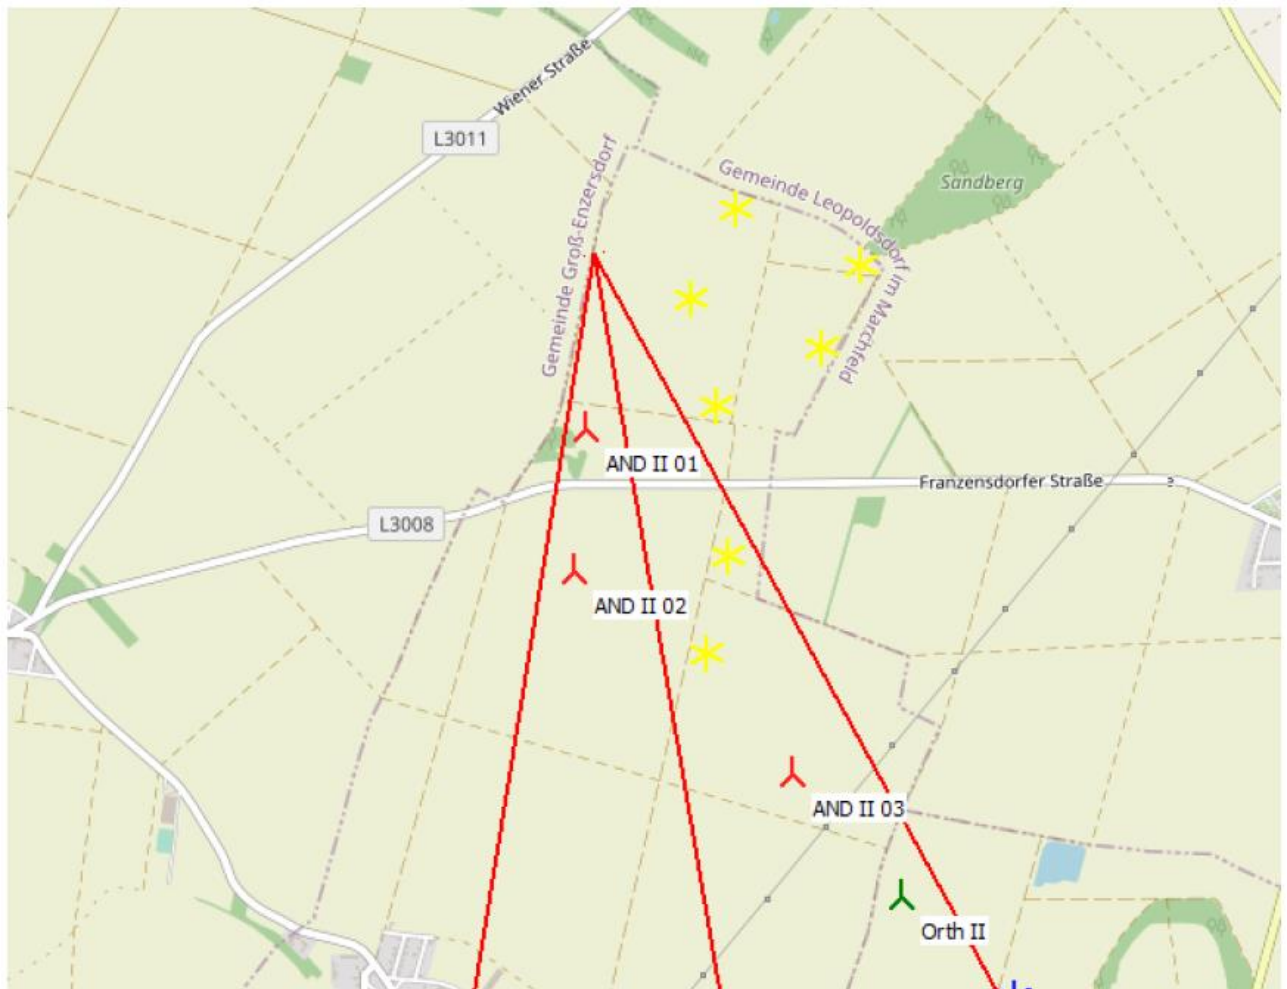 Wiener Straße
L3011
Gemeinde Groß-Enzersdorf
Gemeinde Leopoldsdorf im Marchfeld
Sandberg
AND II 01
Franzensdorfer Straße
e
L3008
AND II 02
AND II 03
Orth II